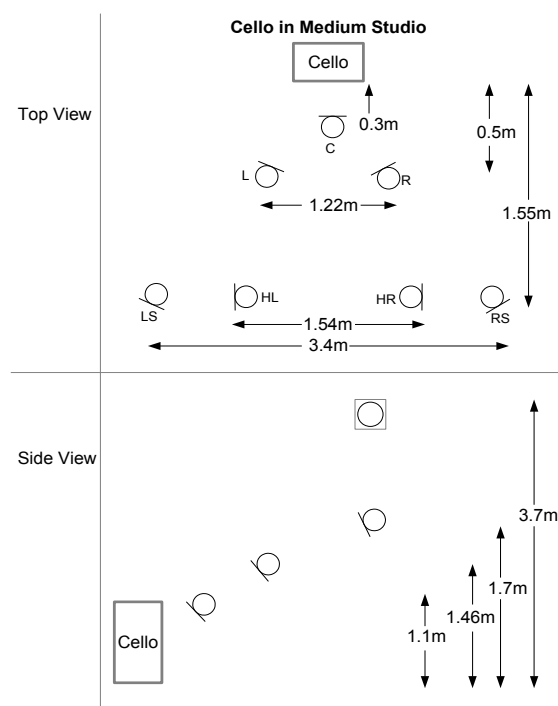 Cello in Medium Studio
Cello
Top View
0.3m
0.5m
C
L
R
1.22m
1.55m
HL
HR
LS
RS
1.54m
3.4m
Side View
3.7m
1.7m
1.46m
1.1m
Cello